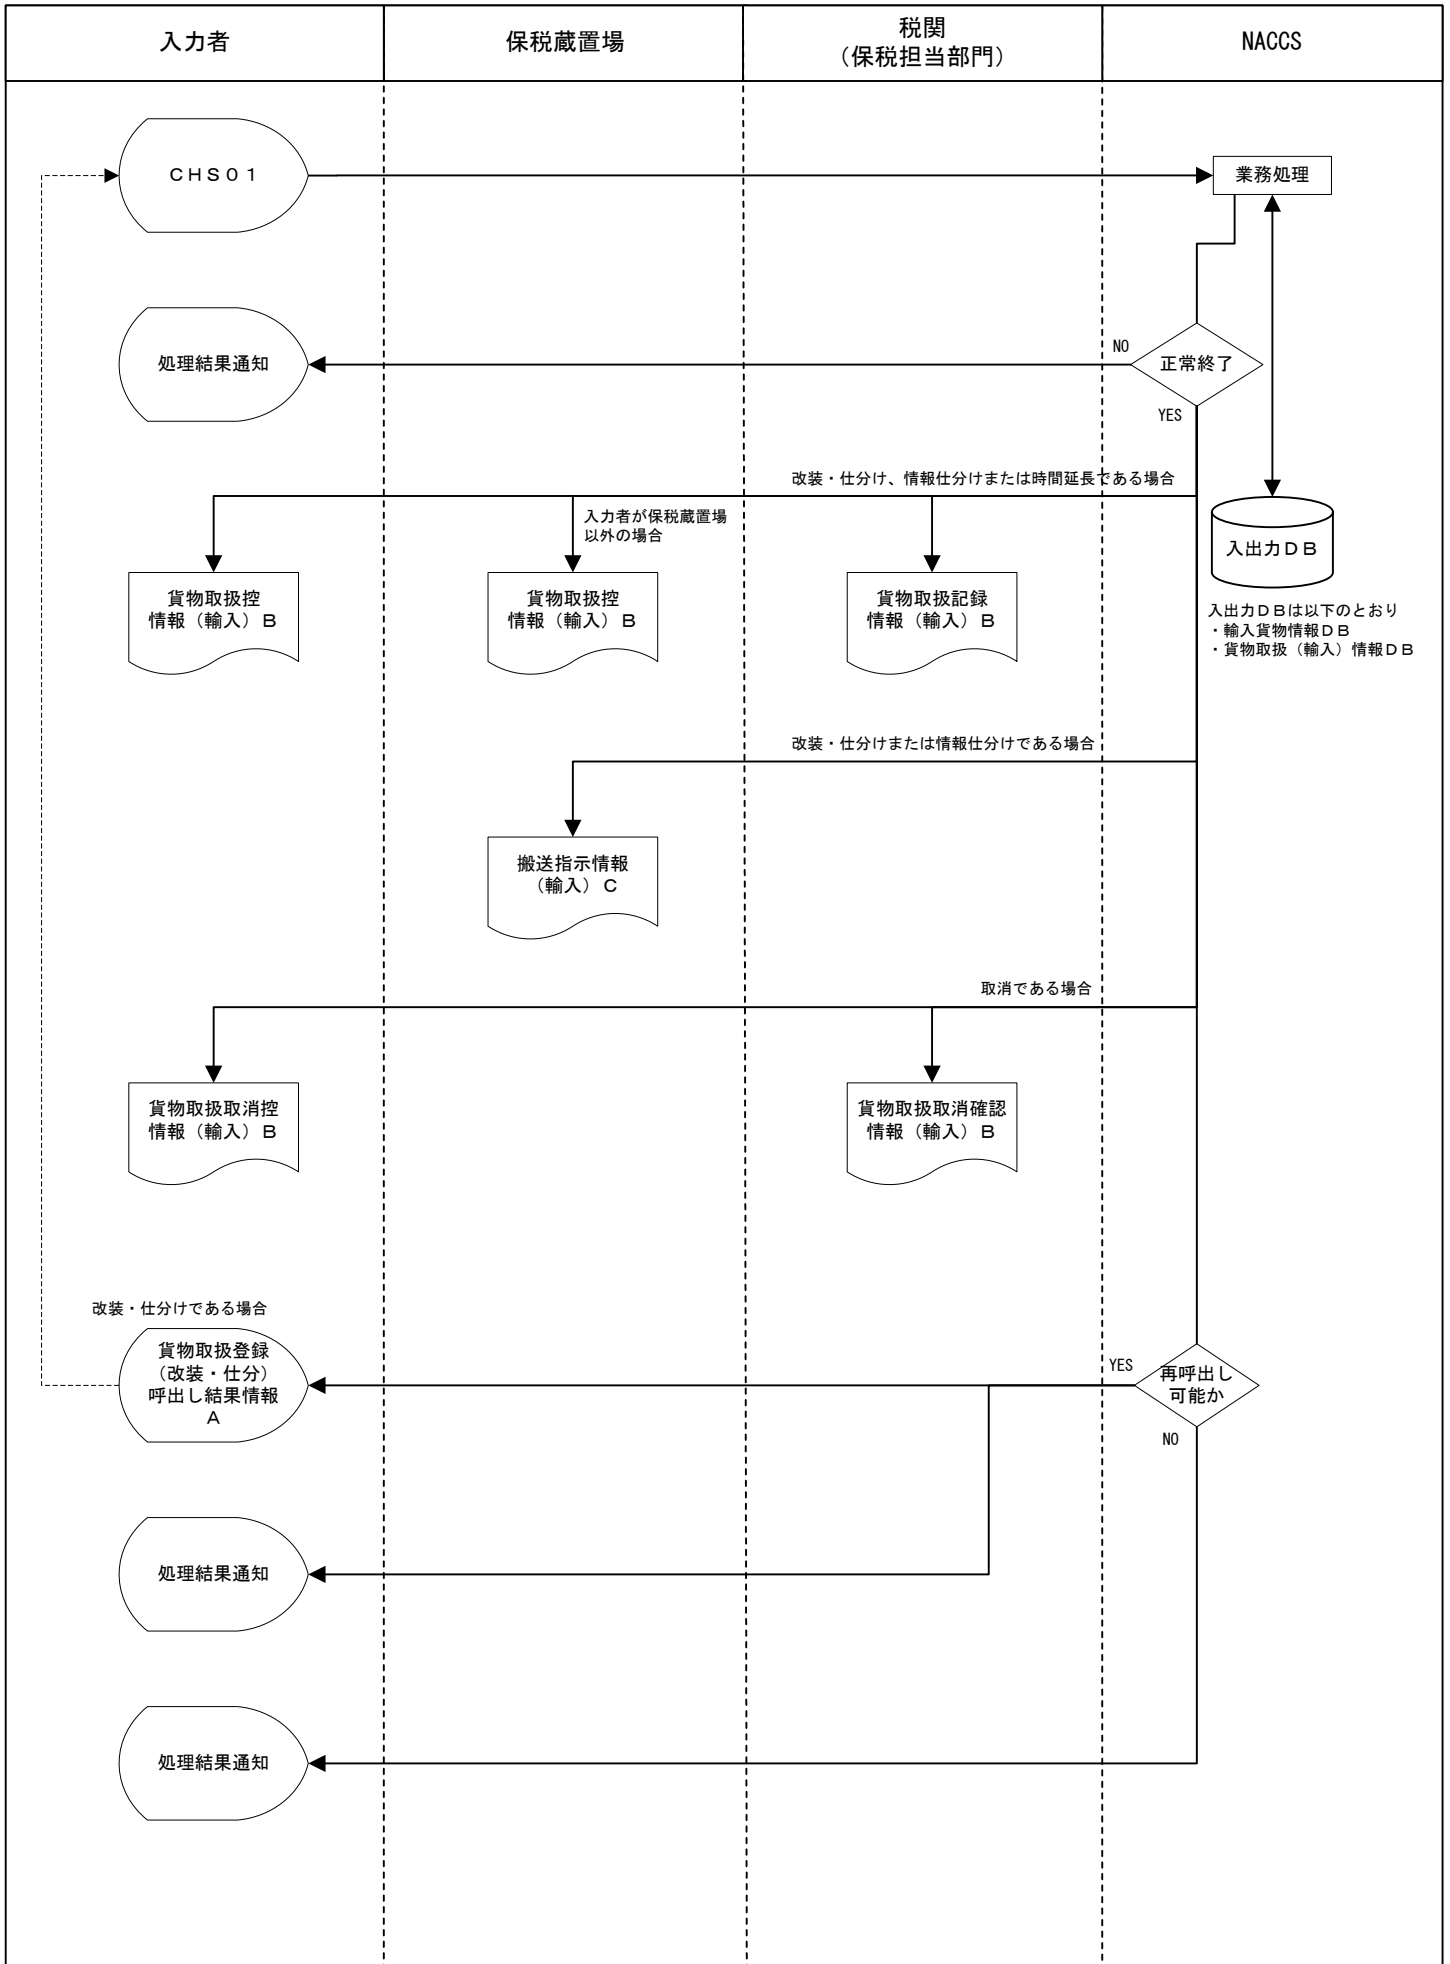 入力者
保税蔵置場
税関
（保税担当部門）
NACCS
ＣＨＳ０１
業務処理
処理結果通知
NO
正常終了
YES
改装・仕分け、情報仕分けまたは時間延長である場合
入力者が保税蔵置場
以外の場合
入出力ＤＢ
貨物取扱控
情報（輸入）Ｂ
貨物取扱控
情報（輸入）Ｂ
貨物取扱記録
情報（輸入）Ｂ
入出力ＤＢは以下のとおり
・輸入貨物情報ＤＢ
・貨物取扱（輸入）情報ＤＢ
改装・仕分けまたは情報仕分けである場合
搬送指示情報
（輸入）Ｃ
取消である場合
貨物取扱取消控
情報（輸入）Ｂ
貨物取扱取消確認
情報（輸入）Ｂ
改装・仕分けである場合
貨物取扱登録
（改装・仕分）
呼出し結果情報
Ａ
YES
再呼出し
可能か
NO
処理結果通知
処理結果通知